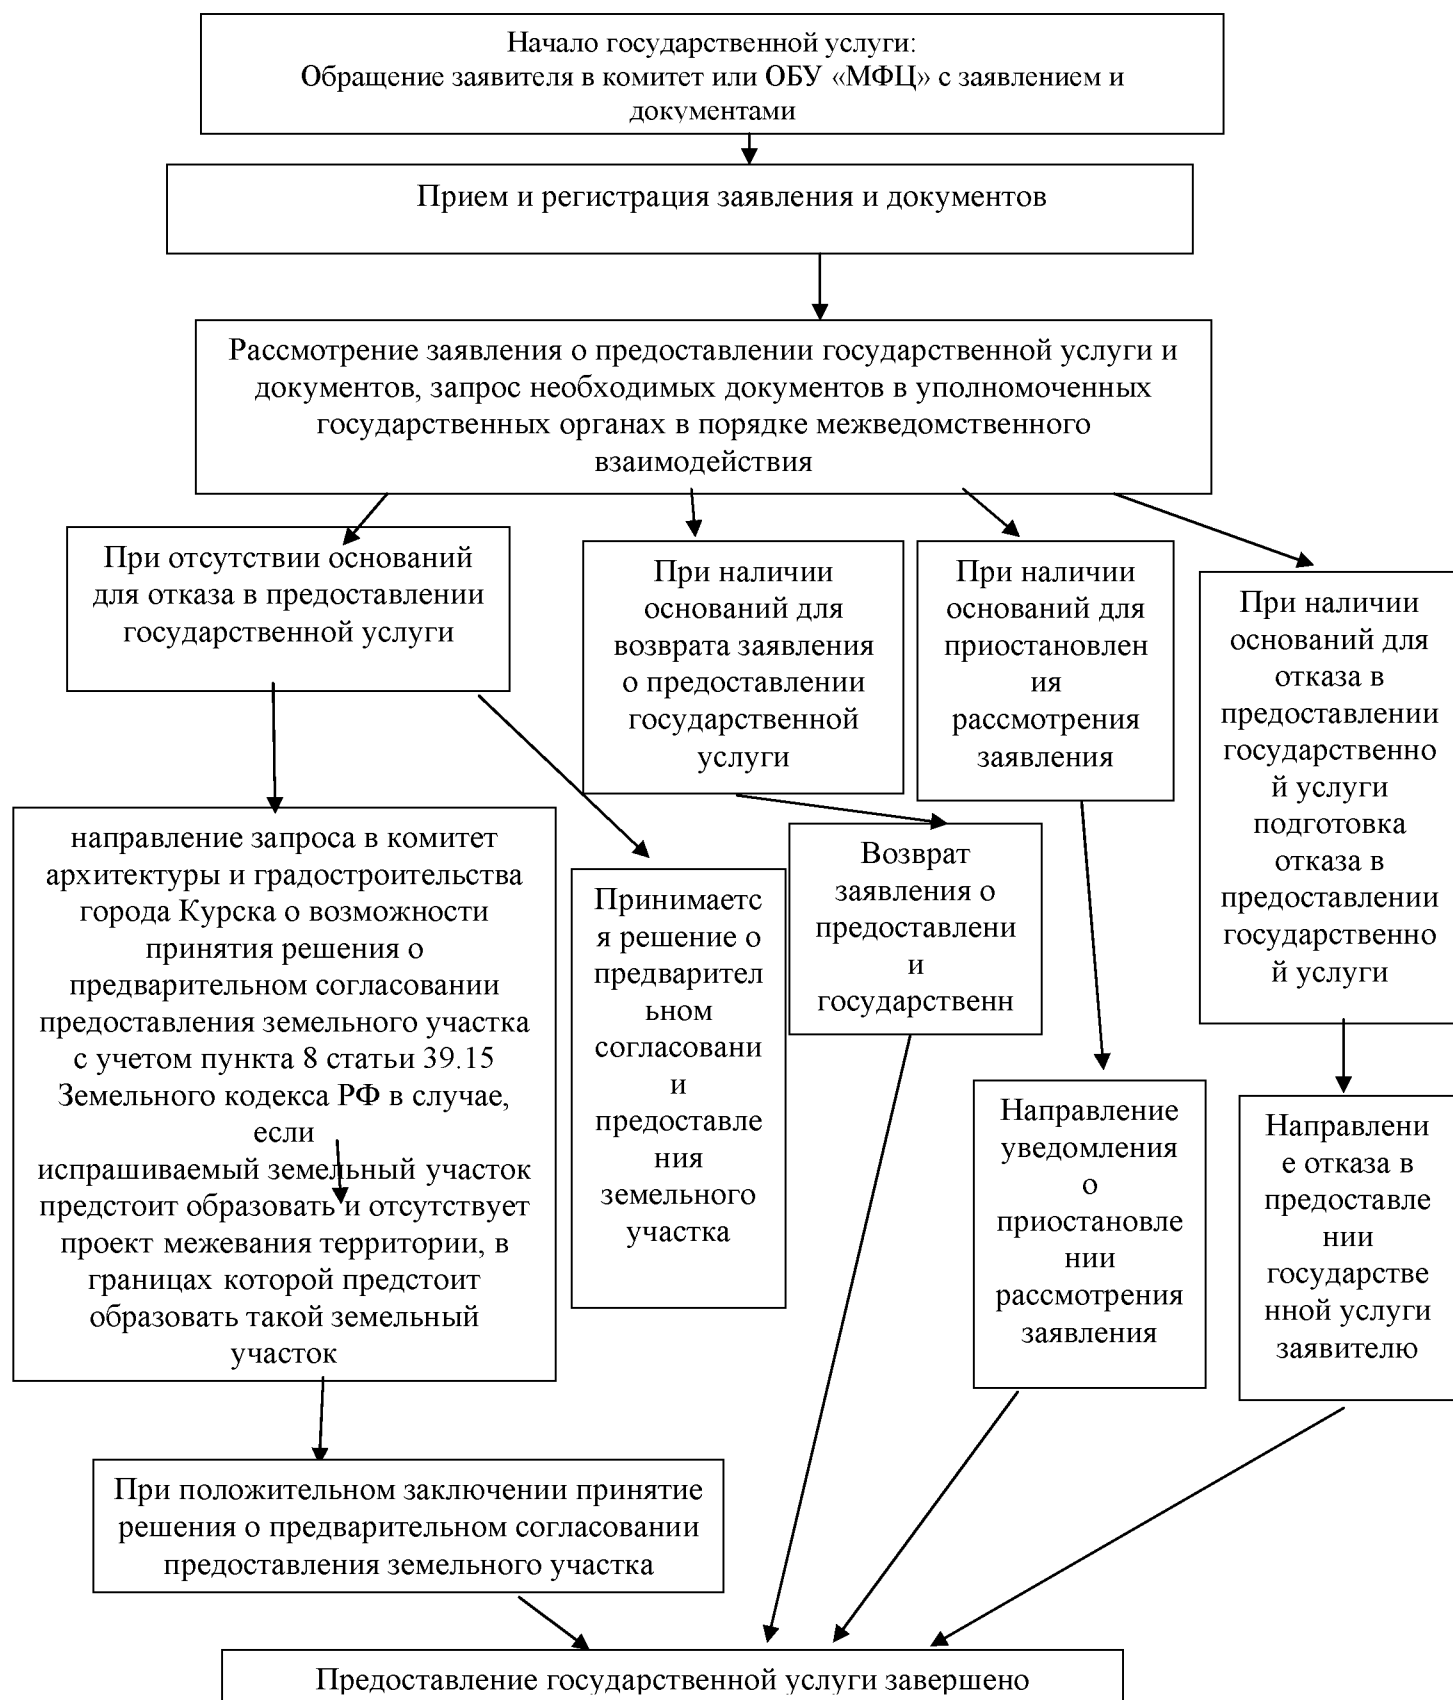 Начало государственной услуги:
Обращение заявителя в комитет или ОБУ «МФЦ» с заявлением и
документами
Прием и регистрация заявления и документов
Рассмотрение заявления о предоставлении государственной услуги и
документов, запрос необходимых документов в уполномоченных
государственных органах в порядке межведомственного
взаимодействия
При отсутствии оснований
для отказа в предоставлении
государственной услуги
При наличии
оснований для
возврата заявления
о предоставлении
государственной
услуги
При наличии
оснований для
приостановлен
ия
рассмотрения
заявления
При наличии
оснований для
отказа в
предоставлении
государственно
й услуги
подготовка
отказа в
предоставлении
государственно
й услуги
направление запроса в комитет
архитектуры и градостроительства
города Курска о возможности
принятия решения о
предварительном согласовании
предоставления земельного участка
с учетом пункта 8 статьи 39.15
Земельного кодекса РФ в случае,
если
испрашиваемый земельный участок
предстоит образовать и отсутствует
проект межевания территории, в
границах которой предстоит
образовать такой земельный
участок
Принимаетс
я решение о
предварител
ьном
согласовани
и
предоставле
ния
земельного
участка
Возврат
заявления о
предоставлени
и
государственн
Направление
уведомления
о
приостановле
нии
рассмотрения
заявления
Направлени
е отказа в
предоставле
нии
государстве
нной услуги
заявителю
При положительном заключении принятие
решения о предварительном согласовании
предоставления земельного участка
Предоставление государственной услуги завершено